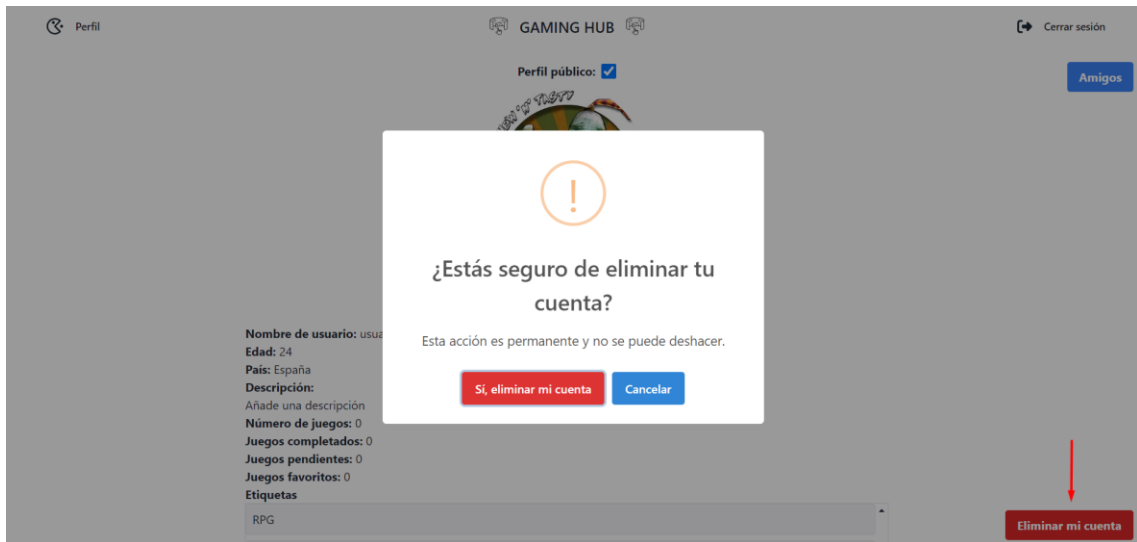 Perfil
GAMING HUB
Cerrar sesión
Perfil público:
Amigos
'N' TASTY
!
¿Estás seguro de eliminar tu
cuenta?
Esta acción es permanente y no se puede deshacer.
Sí, eliminar mi cuenta
Cancelar
Nombre de usuario: usua
Edad: 24
País: España
Descripción:
Añade una descripción
Número de juegos: 0
Juegos completados: 0
Juegos pendientes: 0
Juegos favoritos: 0
Etiquetas
RPG
Eliminar mi cuenta